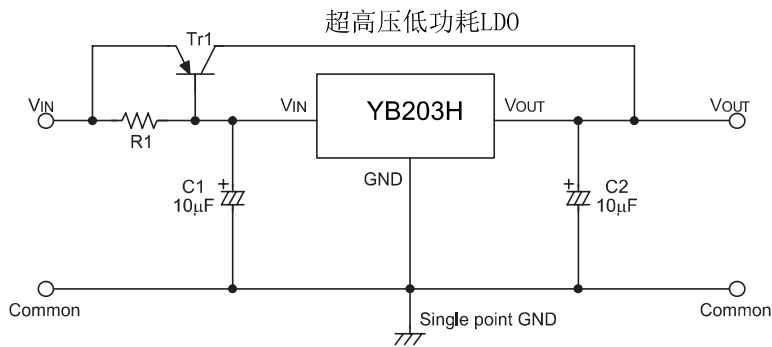 超高压低功耗LDO
Tr1
VIN
R1
VIN
YB203H
VOUT
VOUT
GND
C1
10μF
C2
10μF
Common
Single point GND
Common